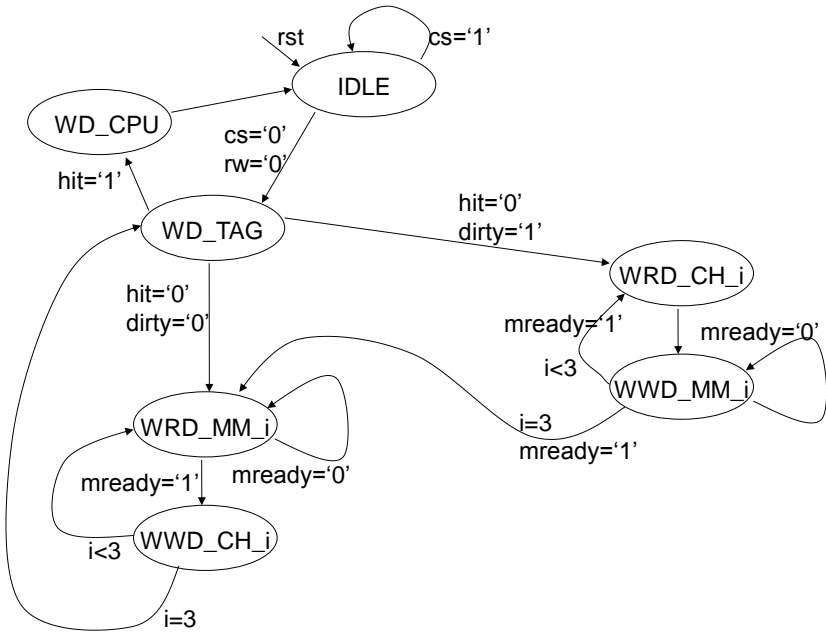 rst
cs=‘1’
IDLE
WD_CPU
cs=‘0’
rw=‘0’
hit=‘1’
WD_TAG
hit=‘0’
dirty=‘1’
WRD_CH_i
hit=‘0’
dirty=‘0’
mready=‘1’
mready=‘0’
i<3
WWD_MM_i
i=3
mready=‘1’
WRD_MM_i
mready=‘1’
mready=‘0’
WWD_CH_i
i<3
i=3